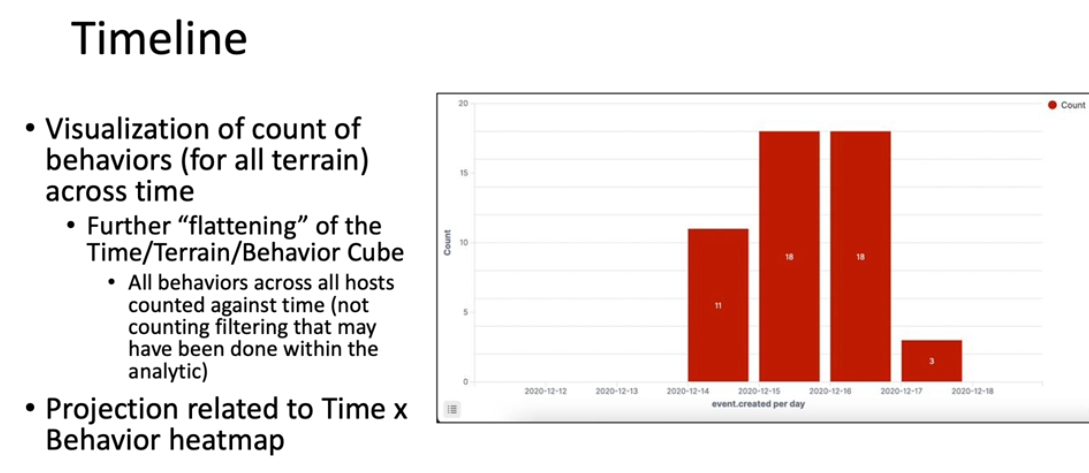 Timeline
• Visualization of count of
behaviors (for all terrain)
across time
• Further “flattening” of the
Time/Terrain/Behavior Cube
• All behaviors across all hosts
counted against time (not
counting filtering that may
have been done within the
analytic)
• Projection related to Time x
Behavior heatmap
Count
20
15
10
5
0
Count
11
18
18
3
2020-12-12 2020-12-13 2020-12-14 2020-12-15 2020-12-16 2020-12-17 2020-12-18
event.created per day